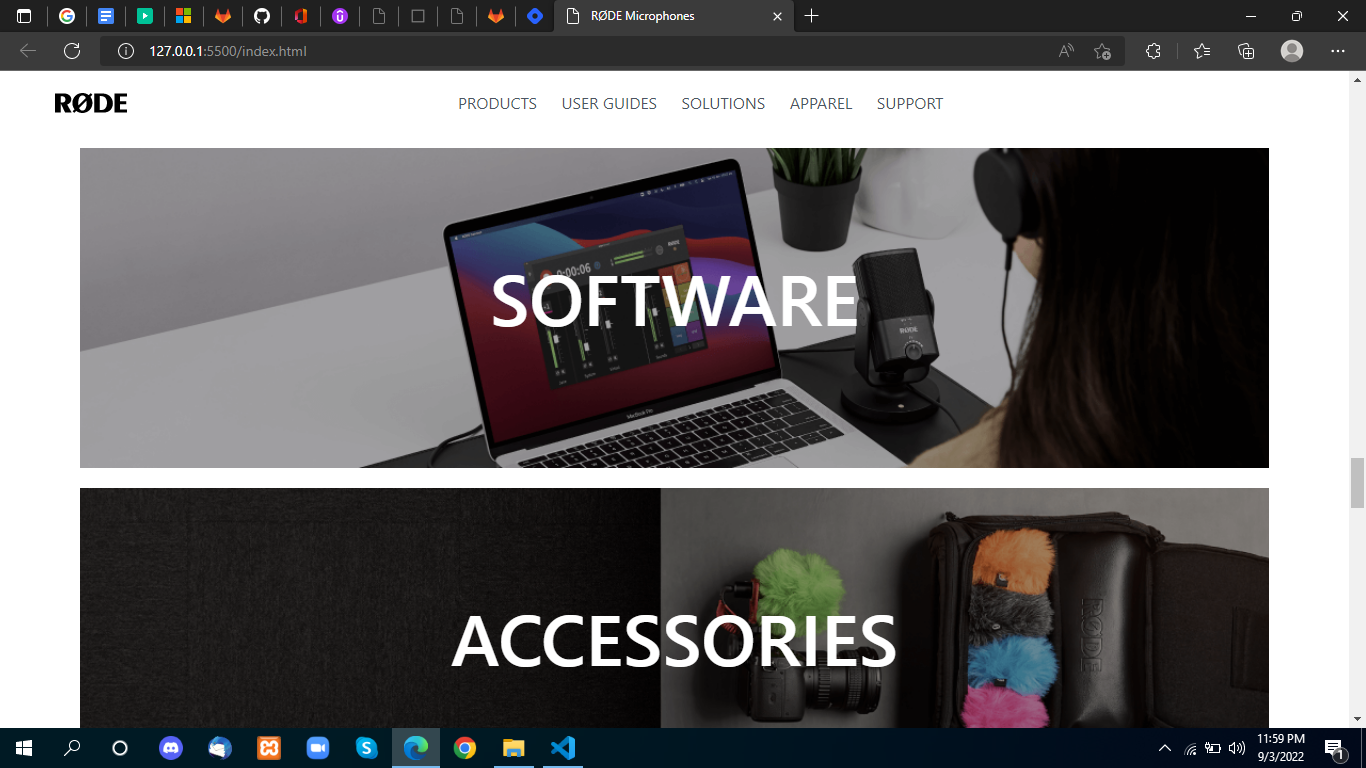 RØDE Microphones
127.0.0.1:5500/index.html
RØDE
PRODUCTS USER GUIDES SOLUTIONS APPAREL SUPPORT
0:00:06
RØDE
SOFTWARE
RØDE
MacBook Pro
ACCESSORIES
RØDE
11:59 PM
9/3/2022
1